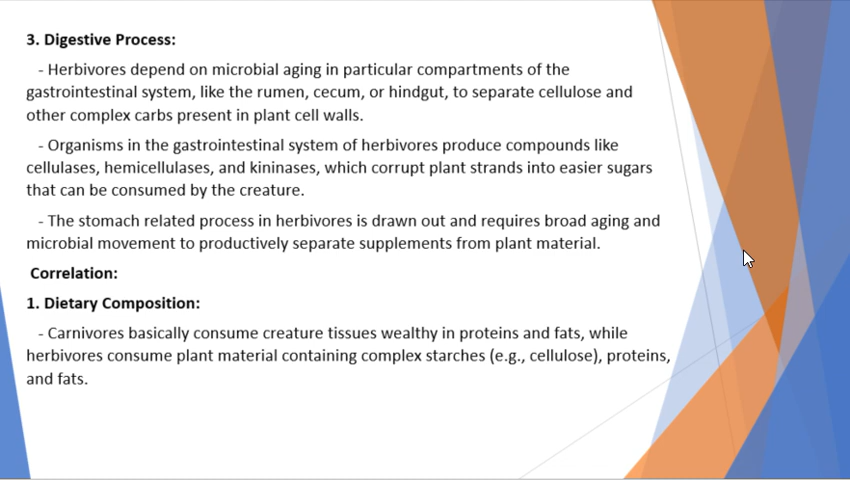 3. Digestive Process:
- Herbivores depend on microbial aging in particular compartments of the
gastrointestinal system, like the rumen, cecum, or hindgut, to separate cellulose and
other complex carbs present in plant cell walls.
- Organisms in the gastrointestinal system of herbivores produce compounds like
cellulases, hemicellulases, and kininases, which corrupt plant strands into easier sugars
that can be consumed by the creature.
- The stomach related process in herbivores is drawn out and requires broad aging and
microbial movement to productively separate supplements from plant material.
Correlation:
1. Dietary Composition:
- Carnivores basically consume creature tissues wealthy in proteins and fats, while
herbivores consume plant material containing complex starches (e.g., cellulose), proteins,
and fats.